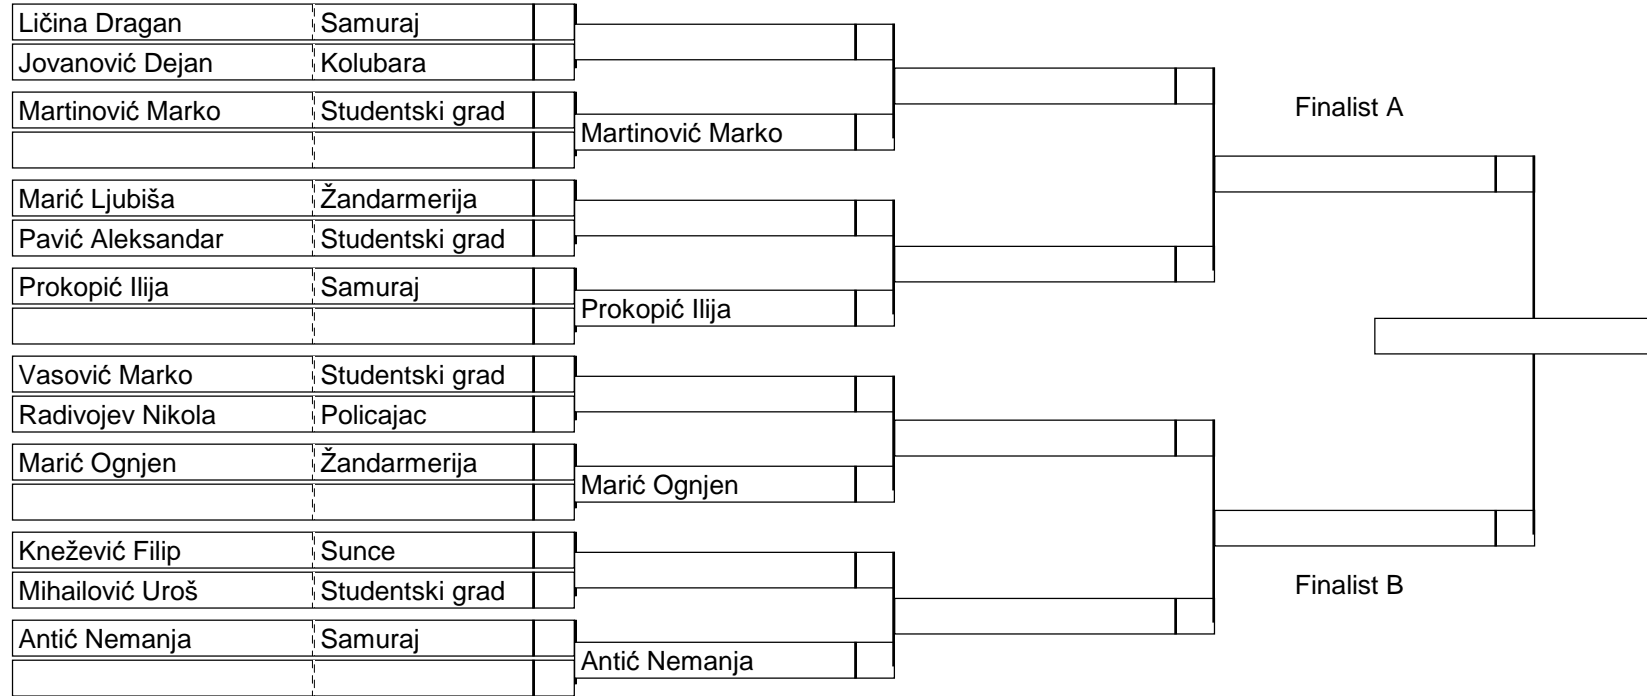 Ličina Dragan Samuraj
Jovanović Dejan Kolubara
Martinović Marko Studentski grad
Finalist A
Martinović Marko
Marić Ljubiša Žandarmerija
Pavić Aleksandar Studentski grad
Prokopić Ilija Samuraj
Prokopić Ilija
Vasović Marko Studentski grad
Radivojev Nikola Policajac
Marić Ognjen Žandarmerija
Marić Ognjen
Knežević Filip Sunce
Mihailović Uroš Studentski grad
Finalist B
Antić Nemanja Samuraj
Antić Nemanja